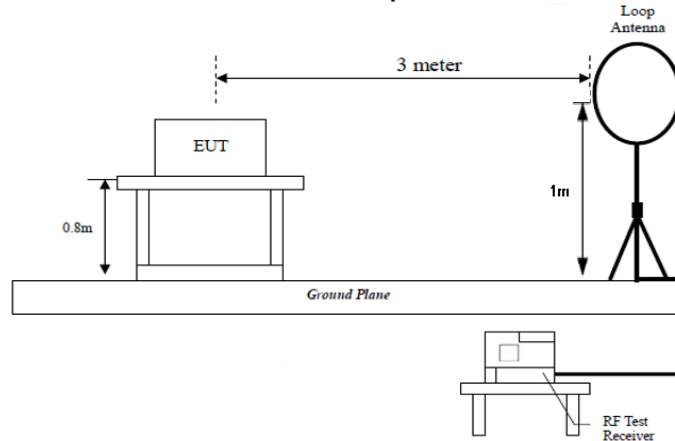 Loop
Antenna
3 meter
EUT
1m
0.8m
Ground Plane
RF Test
Receiver